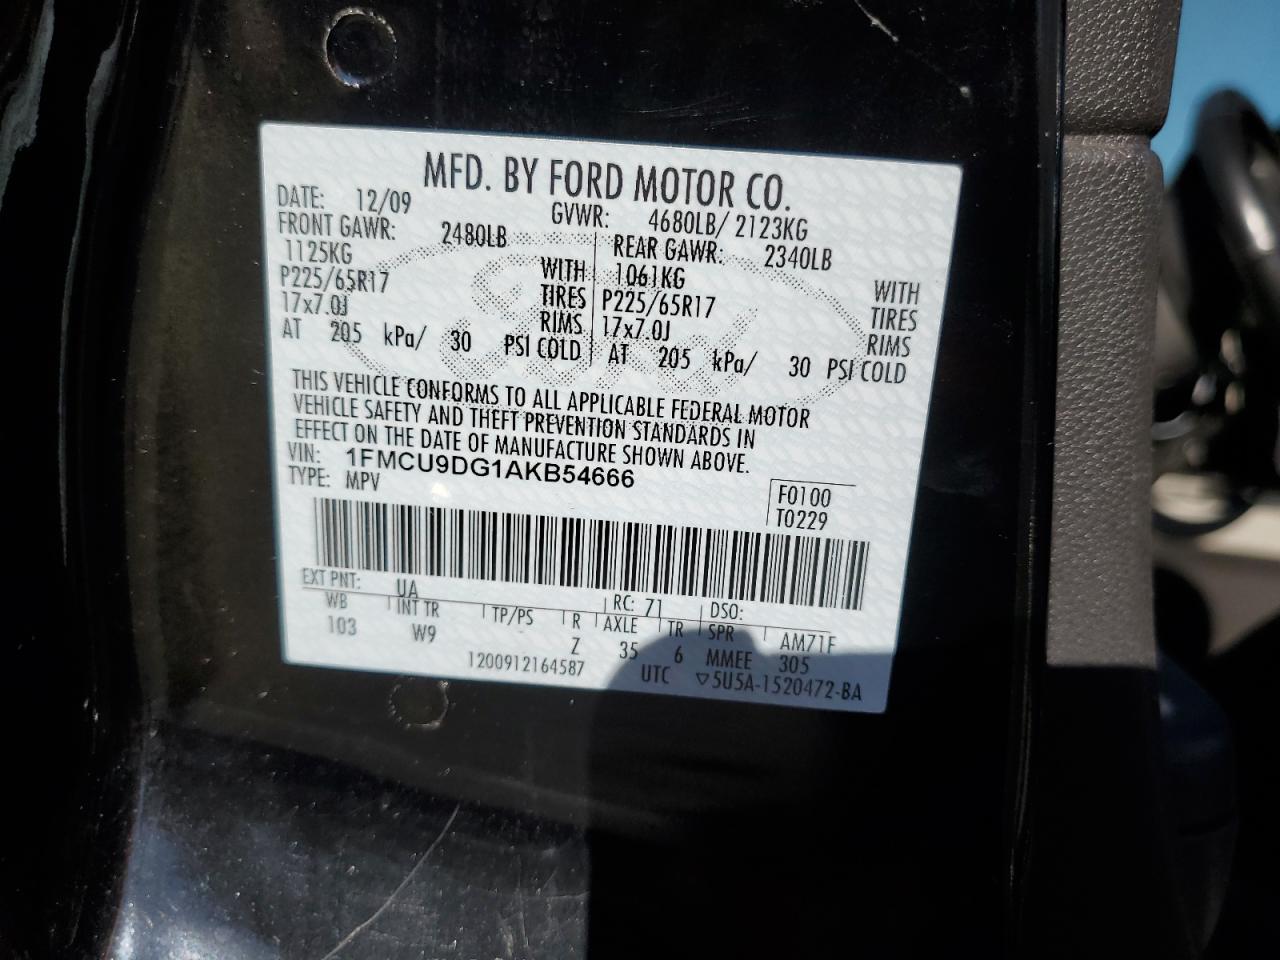 MFD. BY FORD MOTOR CO.
DATE: 12/09 GVWR: 4680LB/ 2123KG
FRONT GAWR: 2480LB REAR GAWR: 2340LB
1125KG WITH 1061KG WITH
P225/65R17 TIRES P225/65R17 TIRES
17x7.0J RIMS 17x7.0J RIMS
AT 205 kPa/ 30 PSI COLD AT 205 kPa/ 30 PSI COLD
THIS VEHICLE CONFORMS TO ALL APPLICABLE FEDERAL MOTOR
VEHICLE SAFETY AND THEFT PREVENTION STANDARDS IN
EFFECT ON THE DATE OF MANUFACTURE SHOWN ABOVE.
VIN: 1FMCU9DG1AKB54666
TYPE: MPV
F0100
T0229
EXT PNT: UA RC: 71 DSO:
WB INT TR TP/PS R AXLE TR SPR AM71F
103 W9 Z 35 6 MMEE 305
1200912164587 UTC ▽5U5A-1520472-BA